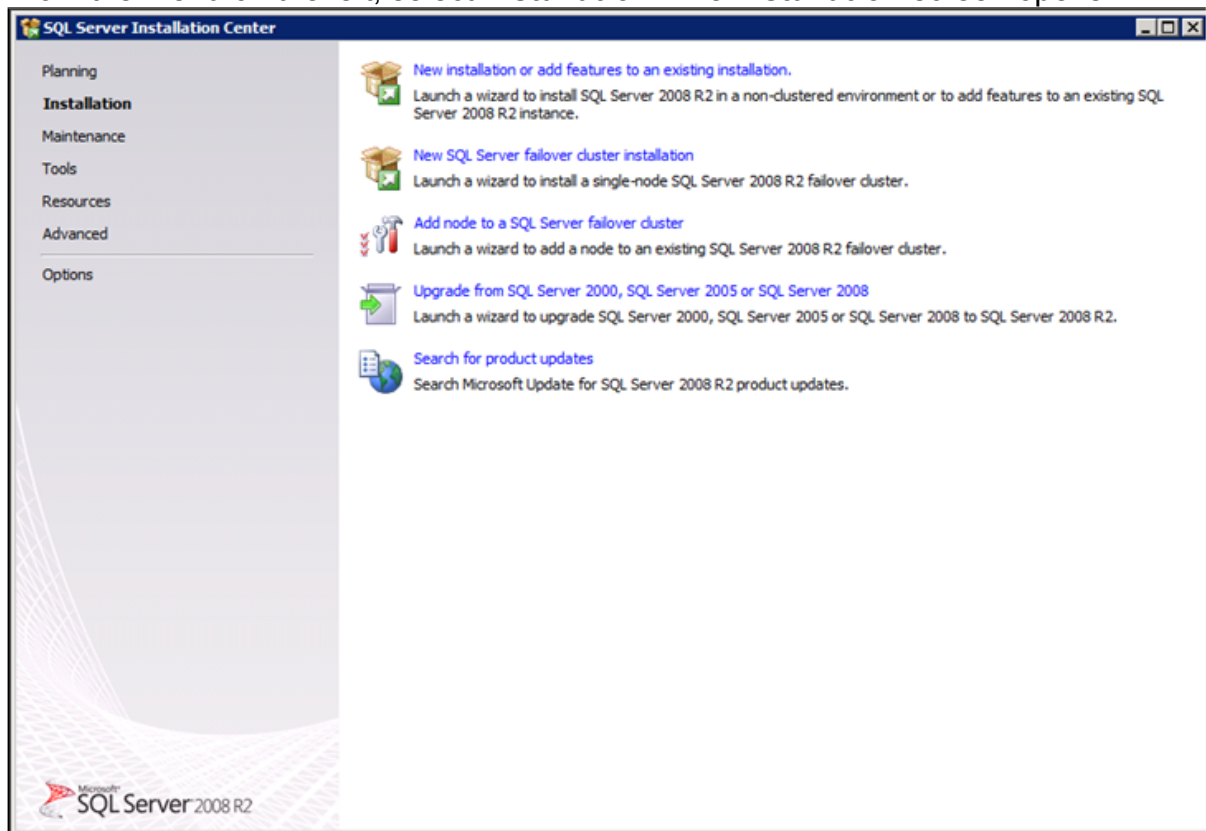 SQL Server Installation Center
Planning
Installation
Maintenance
Tools
Resources
Advanced
Options
New installation or add features to an existing installation.
Launch a wizard to install SQL Server 2008 R2 in a non-clustered environment or to add features to an existing SQL
Server 2008 R2 instance.
New SQL Server failover cluster installation
Launch a wizard to install a single-node SQL Server 2008 R2 failover cluster.
Add node to a SQL Server failover cluster
Launch a wizard to add a node to an existing SQL Server 2008 R2 failover cluster.
Upgrade from SQL Server 2000, SQL Server 2005 or SQL Server 2008
Launch a wizard to upgrade SQL Server 2000, SQL Server 2005 or SQL Server 2008 to SQL Server 2008 R2.
Search for product updates
Search Microsoft Update for SQL Server 2008 R2 product updates.
Microsoft
SQL Server 2008 R2